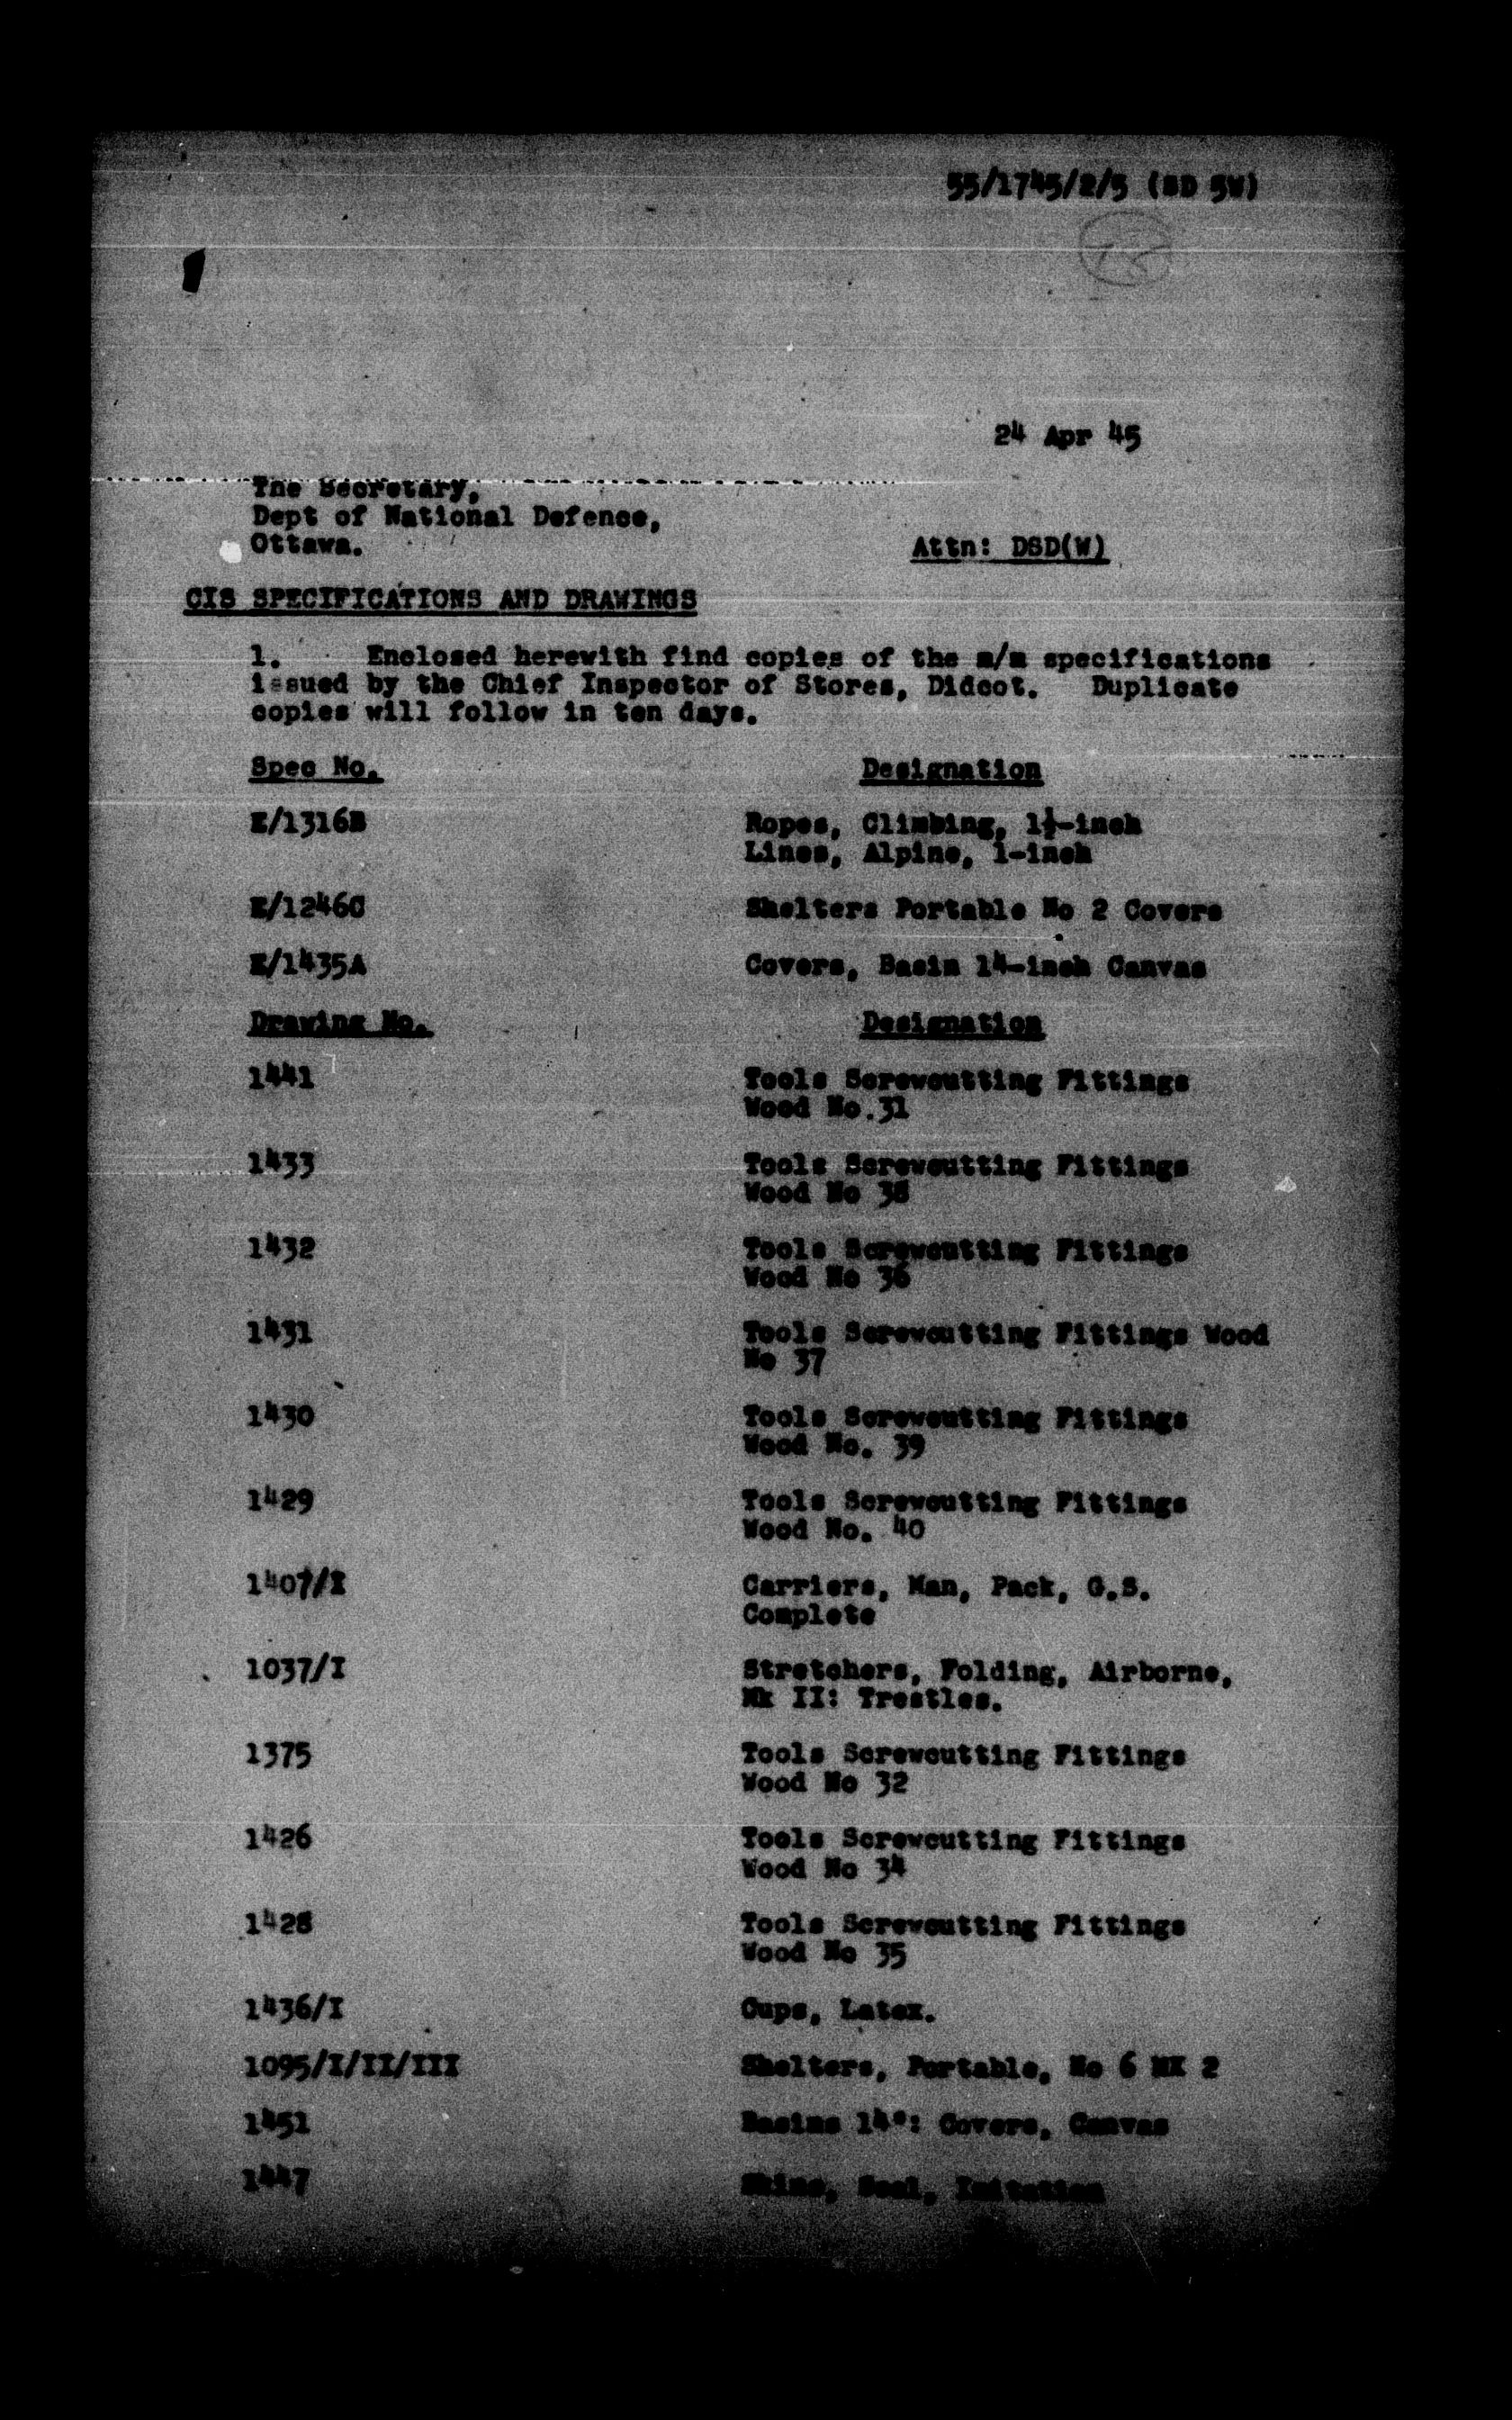 55/1745/2/5 (SD 5W)
24 Apr 45
The Secretary,
Dept of National Defence,
Ottawa.
Attn: DSD(W)
CIS SPECIFICATIONS AND DRAWINGS
1. Enclosed herewith find copies of the m/m specifications
issued by the Chief Inspector of Stores, Didcot. Duplicate
copies will follow in ten days.
Spec No. Designation
E/1316B Ropes, Climbing, 1½-inch
Lines, Alpine, 1-inch
E/1246C Shelters Portable No 2 Covers
E/1435A Covers, Basin 14-inch Canvas
Drawing No. Designation
1441 Tools Screwcutting Fittings
Wood No.31
1433 Tools Screwcutting Fittings
Wood No 38
1432 Tools Screwcutting Fittings
Wood No 36
1431 Tools Screwcutting Fittings Wood
No 37
1430 Tools Screwcutting Fittings
Wood No. 39
1429 Tools Screwcutting Fittings
Wood No. 40
1407/I Carriers, Man, Pack, G.S.
Complete
1037/I Stretchers, Folding, Airborne,
Mk II: Trestles.
1375 Tools Screwcutting Fittings
Wood No 32
1426 Tools Screwcutting Fittings
Wood No 34
1428 Tools Screwcutting Fittings
Wood No 35
1436/I Cups, Latex.
1095/I/II/III Shelters, Portable, No 6 MK 2
1451 Basins 14": Covers, Canvas
1447 Skins, Seal, Imitation